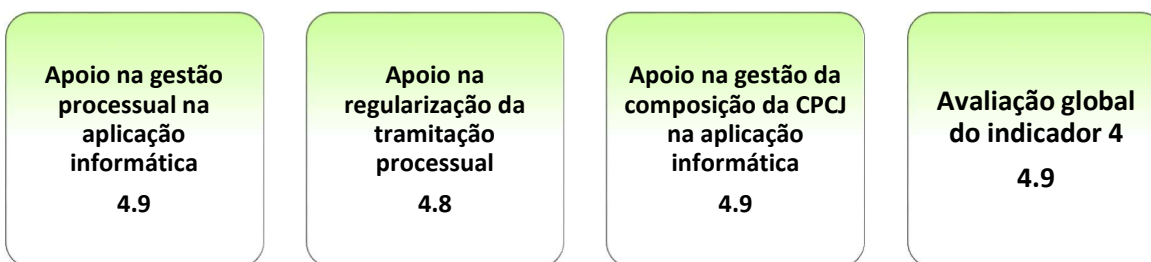 Apoio na gestão
processual na
aplicação
informática
4.9
Apoio na
regularização da
tramitação
processual
4.8
Apoio na gestão da
composição da CPCJ
na aplicação
informática
4.9
Avaliação global
do indicador 4
4.9